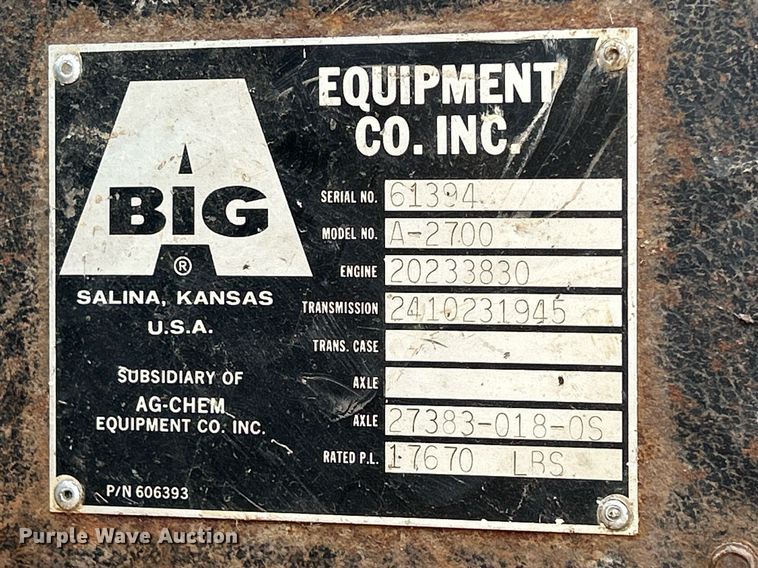 BIG
A
®
SALINA, KANSAS
U.S.A.
SUBSIDIARY OF
AG-CHEM
EQUIPMENT CO. INC.
P/N 606393
EQUIPMENT
CO. INC.
SERIAL NO. 61394
MODEL NO. A-2700
ENGINE 20233830
TRANSMISSION 2410231945
TRANS. CASE
AXLE
AXLE 27383-018-0S
RATED P.L. 17670 LBS
Purple Wave Auction